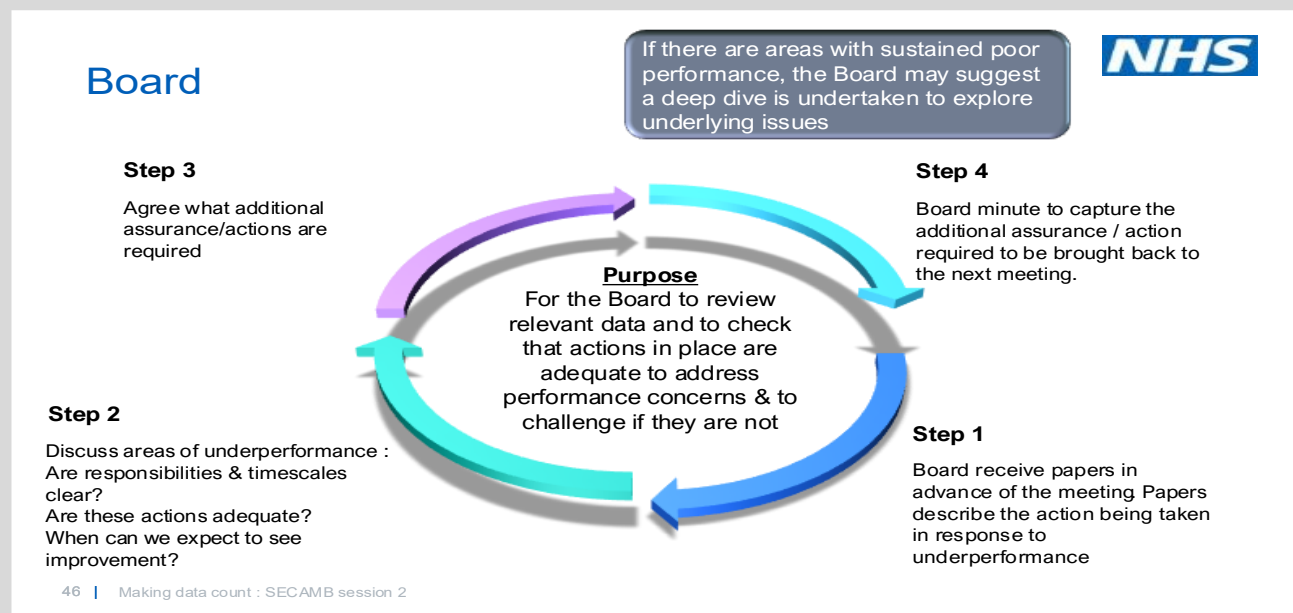 Board
If there are areas with sustained poor
performance, the Board may suggest
a deep dive is undertaken to explore
underlying issues
NHS
Step 3
Agree what additional
assurance/actions are
required
Step 4
Board minute to capture the
additional assurance / action
required to be brought back to
the next meeting.
Purpose
For the Board to review
relevant data and to check
that actions in place are
adequate to address
performance concerns & to
challenge if they are not
Step 2
Discuss areas of underperformance :
Are responsibilities & timescales
clear?
Are these actions adequate?
When can we expect to see
improvement?
Step 1
Board receive papers in
advance of the meeting. Papers
describe the action being taken
in response to
underperformance
46 | Making data count : SECAMB session 2